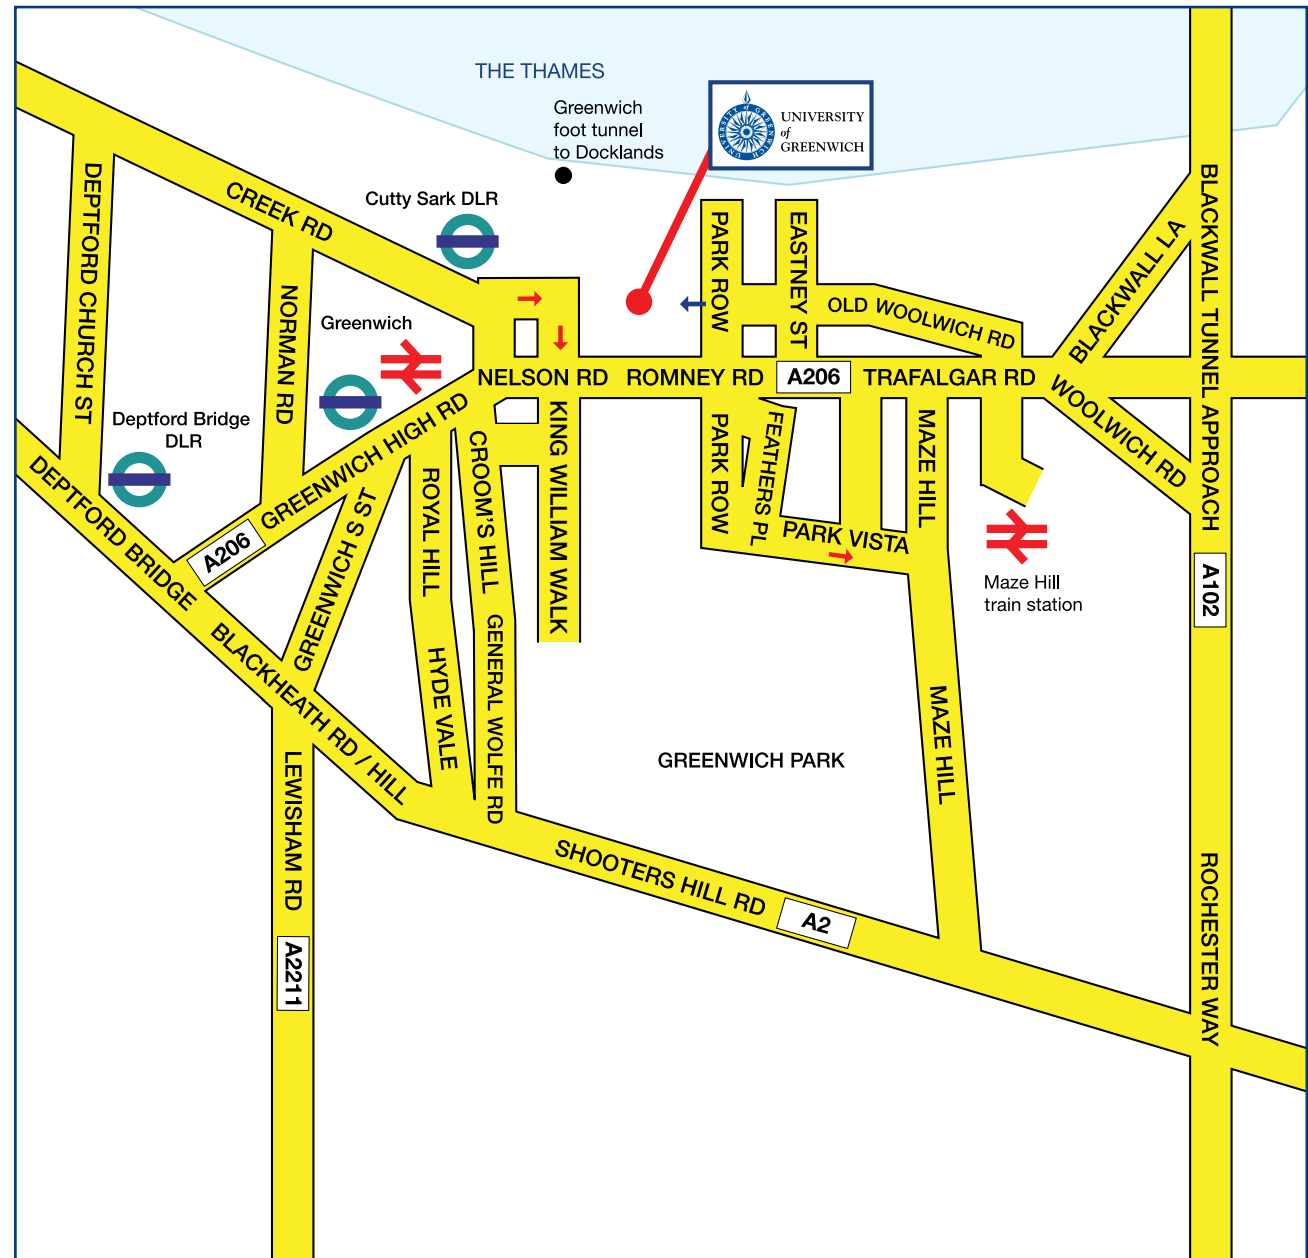 THE THAMES
Greenwich
foot tunnel
to Docklands
UNIVERSITY
of
GREENWICH
UNIVERSITY of GREENWICH
Cutty Sark DLR
CREEK RD
DEPTFORD CHURCH ST
NORMAN RD
Greenwich
Deptford Bridge
DLR
PARK ROW
EASTNEY ST
OLD WOOLWICH RD
BLACKWALL LA
BLACKWALL TUNNEL APPROACH
NELSON RD
ROMNEY RD
A206
TRAFALGAR RD
WOOLWICH RD
GREENWICH HIGH RD
A206
DEPTFORD BRIDGE
GREENWICH S ST
ROYAL HILL
CROOM'S HILL
KING WILLIAM WALK
PARK ROW
FEATHERS PL
PARK VISTA
MAZE HILL
Maze Hill
train station
A102
BLACKHEATH RD / HILL
HYDE VALE
GENERAL WOLFE RD
GREENWICH PARK
MAZE HILL
LEWISHAM RD
A2211
SHOOTERS HILL RD
A2
ROCHESTER WAY